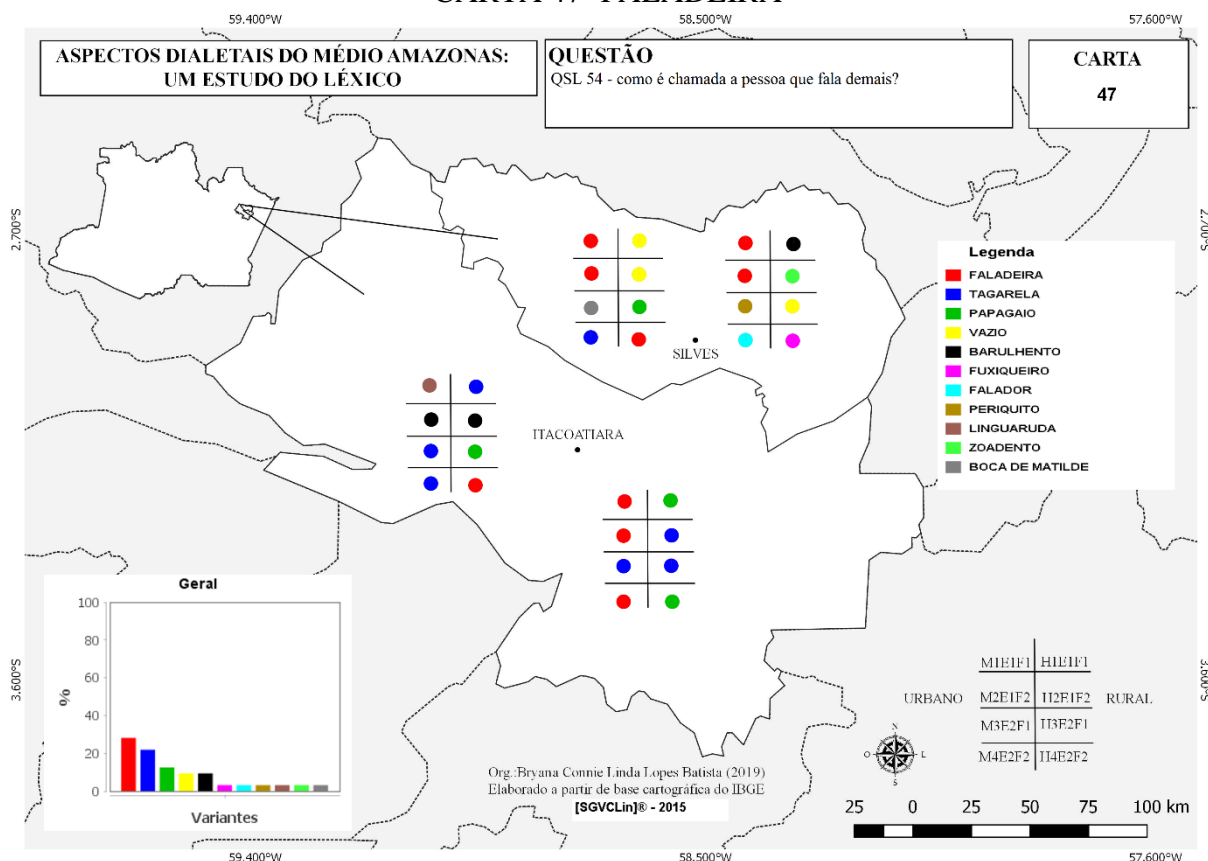 CARTA 47- FALADEIRA
59.400°W 58.500°W 57.600°W
ASPECTOS DIALETAIS DO MÉDIO AMAZONAS:
UM ESTUDO DO LÉXICO
QUESTÃO
QSL 54 - como é chamada a pessoa que fala demais?
CARTA
47
2.700°S
2.700°S
Legenda
FALADEIRA
TAGARELA
PAPAGAIO
VAZIO
BARULHENTO
FUXIQUEIRO
FALADOR
PERIQUITO
LINGUARUDA
ZOADENTO
BOCA DE MATILDE
SILVES
ITACOATIARA
Geral
100
80
60
40
20
0
%
Variantes
3.600°S
3.600°S
URBANO
RURAL
M1E1F1 H1E1F1
M2E1F2 H2E1F2
M3E2F1 H3E2F1
M4E2F2 H4E2F2
N
O L
S
Org.:Bryana Connie Linda Lopes Batista (2019)
Elaborado a partir de base cartográfica do IBGE
[SGVCLin]® - 2015
25 0 25 50 75 100 km
59.400°W 58.500°W 57.600°W